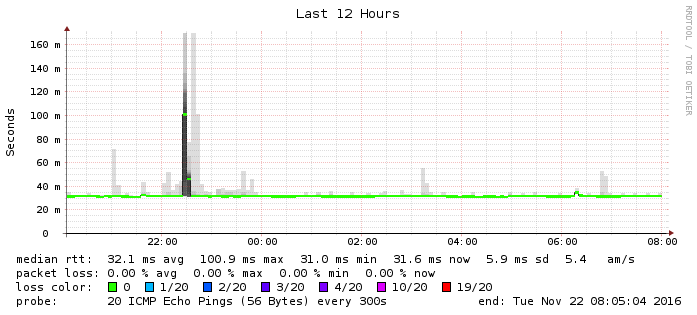 Last 12 Hours
RRDTOOL / TOBI OETIKER
Seconds
160 m
140 m
120 m
100 m
80 m
60 m
40 m
20 m
0
22:00 00:00 02:00 04:00 06:00 08:00
median rtt: 32.1 ms avg 100.9 ms max 31.0 ms min 31.6 ms now 5.9 ms sd 5.4 am/s
packet loss: 0.00 % avg 0.00 % max 0.00 % min 0.00 % now
loss color: 0 1/20 2/20 3/20 4/20 10/20 19/20
probe: 20 ICMP Echo Pings (56 Bytes) every 300s end: Tue Nov 22 08:05:04 2016